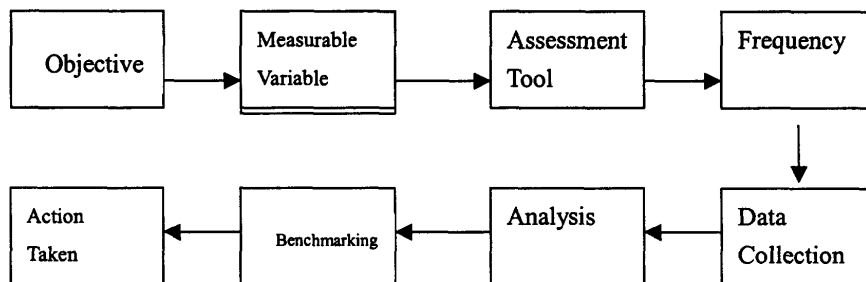 Objective
Measurable
Variable
Assessment
Tool
Frequency
Data
Collection
Analysis
Benchmarking
Action
Taken